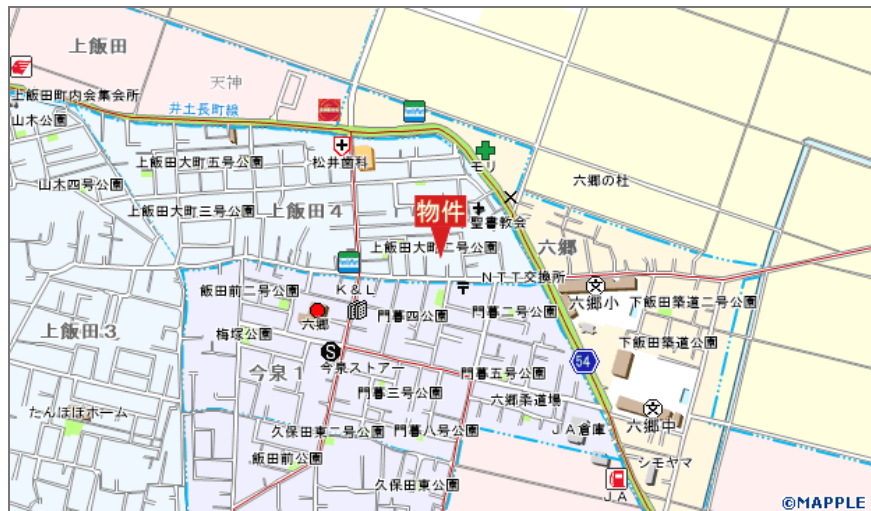 上飯田
天神
上飯田町内会集会所
井土長町線
山木公園
上飯田大町五号公園
松井歯科
モリ
山木四号公園
六郷の杜
上飯田大町三号公園
上飯田4
物件
聖書教会
上飯田大町二号公園
六郷
NTT交換所
K&L
飯田前二号公園
六郷小
下飯田築道二号公園
上飯田3
六郷
門暮四公園
門暮二号公園
梅塚公園
S
54
下飯田築道公園
今泉1
今泉ストアー
門暮五号公園
門暮三号公園
六郷柔道場
たんぽぽホーム
久保田東二号公園
門暮八号公園
JA倉庫
六郷中
飯田前公園
シモヤマ
久保田東公園
JA
©MAPPLE